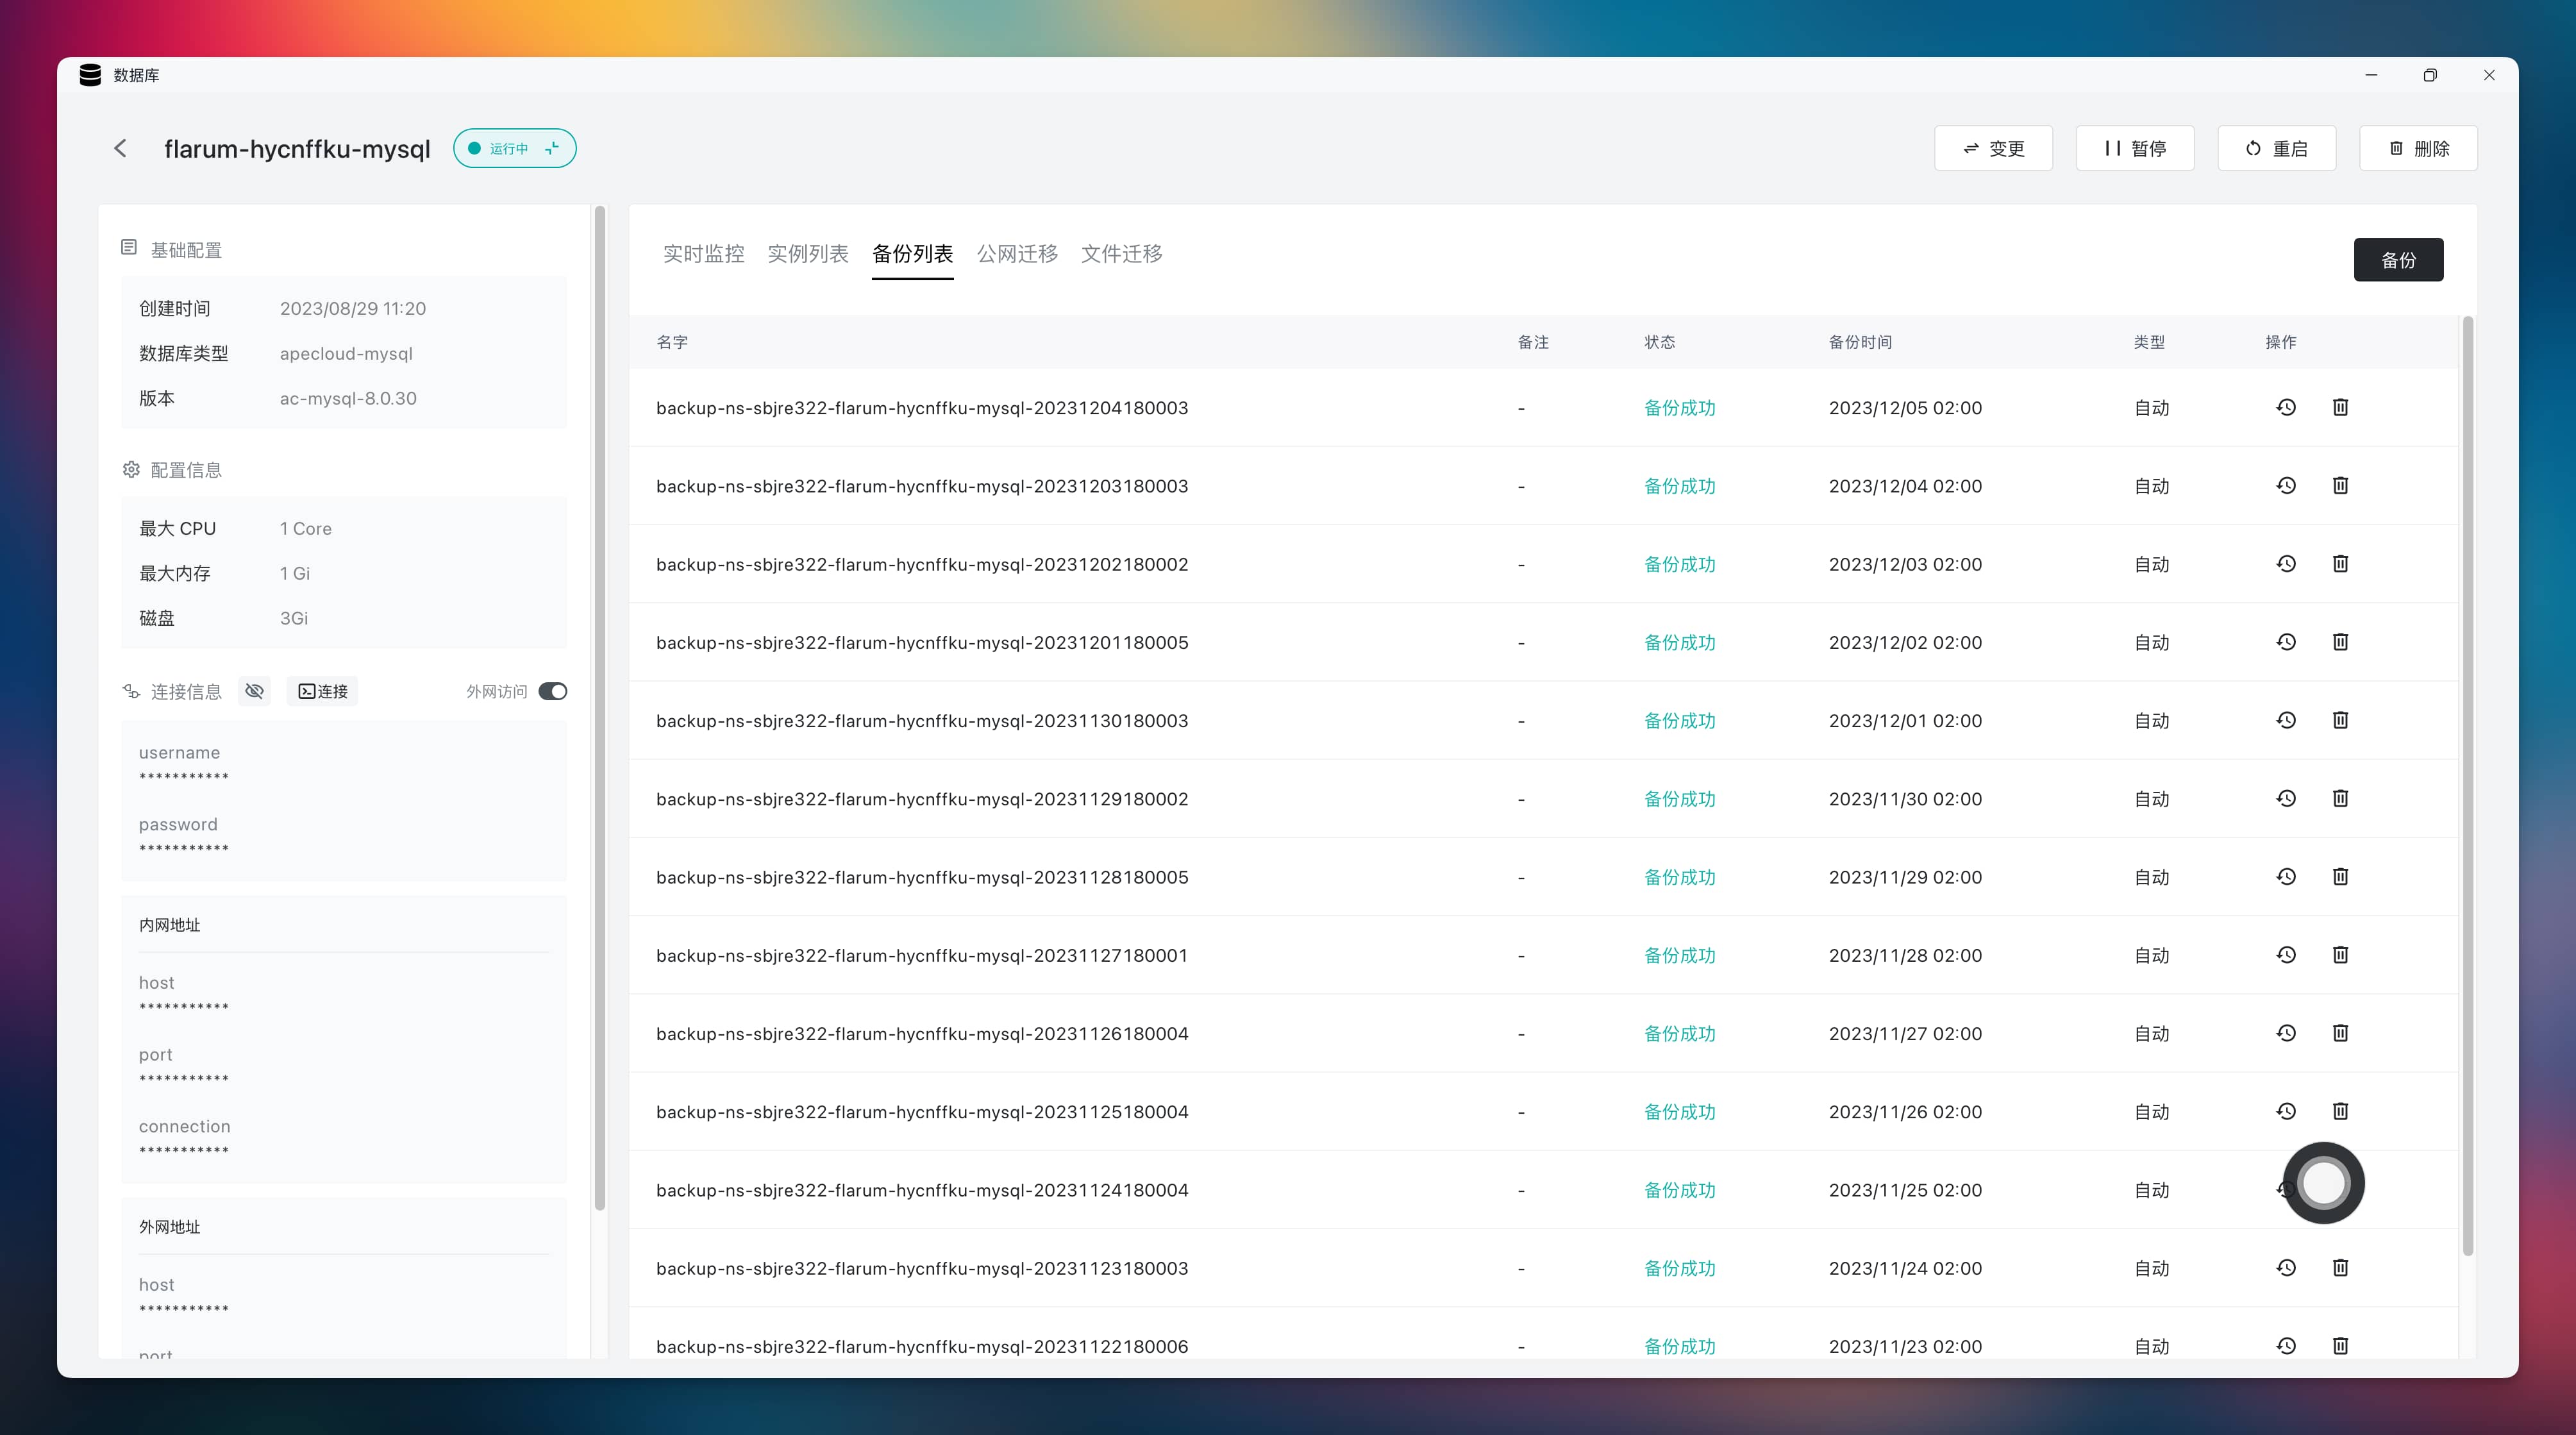 数据库
flarum-hycnffku-mysql 运行中 变更 暂停 重启 删除
基础配置
创建时间 2023/08/29 11:20
数据库类型 apecloud-mysql
版本 ac-mysql-8.0.30
配置信息
最大 CPU 1 Core
最大内存 1 Gi
磁盘 3Gi
连接信息 连接 外网访问
username
***********
password
***********
内网地址
host
***********
port
***********
connection
***********
外网地址
host
***********
port
实时监控 实例列表 备份列表 公网迁移 文件迁移 备份
名字 备注 状态 备份时间 类型 操作
backup-ns-sbjre322-flarum-hycnffku-mysql-20231204180003 - 备份成功 2023/12/05 02:00 自动
backup-ns-sbjre322-flarum-hycnffku-mysql-20231203180003 - 备份成功 2023/12/04 02:00 自动
backup-ns-sbjre322-flarum-hycnffku-mysql-20231202180002 - 备份成功 2023/12/03 02:00 自动
backup-ns-sbjre322-flarum-hycnffku-mysql-20231201180005 - 备份成功 2023/12/02 02:00 自动
backup-ns-sbjre322-flarum-hycnffku-mysql-20231130180003 - 备份成功 2023/12/01 02:00 自动
backup-ns-sbjre322-flarum-hycnffku-mysql-20231129180002 - 备份成功 2023/11/30 02:00 自动
backup-ns-sbjre322-flarum-hycnffku-mysql-20231128180005 - 备份成功 2023/11/29 02:00 自动
backup-ns-sbjre322-flarum-hycnffku-mysql-20231127180001 - 备份成功 2023/11/28 02:00 自动
backup-ns-sbjre322-flarum-hycnffku-mysql-20231126180004 - 备份成功 2023/11/27 02:00 自动
backup-ns-sbjre322-flarum-hycnffku-mysql-20231125180004 - 备份成功 2023/11/26 02:00 自动
backup-ns-sbjre322-flarum-hycnffku-mysql-20231124180004 - 备份成功 2023/11/25 02:00 自动
backup-ns-sbjre322-flarum-hycnffku-mysql-20231123180003 - 备份成功 2023/11/24 02:00 自动
backup-ns-sbjre322-flarum-hycnffku-mysql-20231122180006 - 备份成功 2023/11/23 02:00 自动